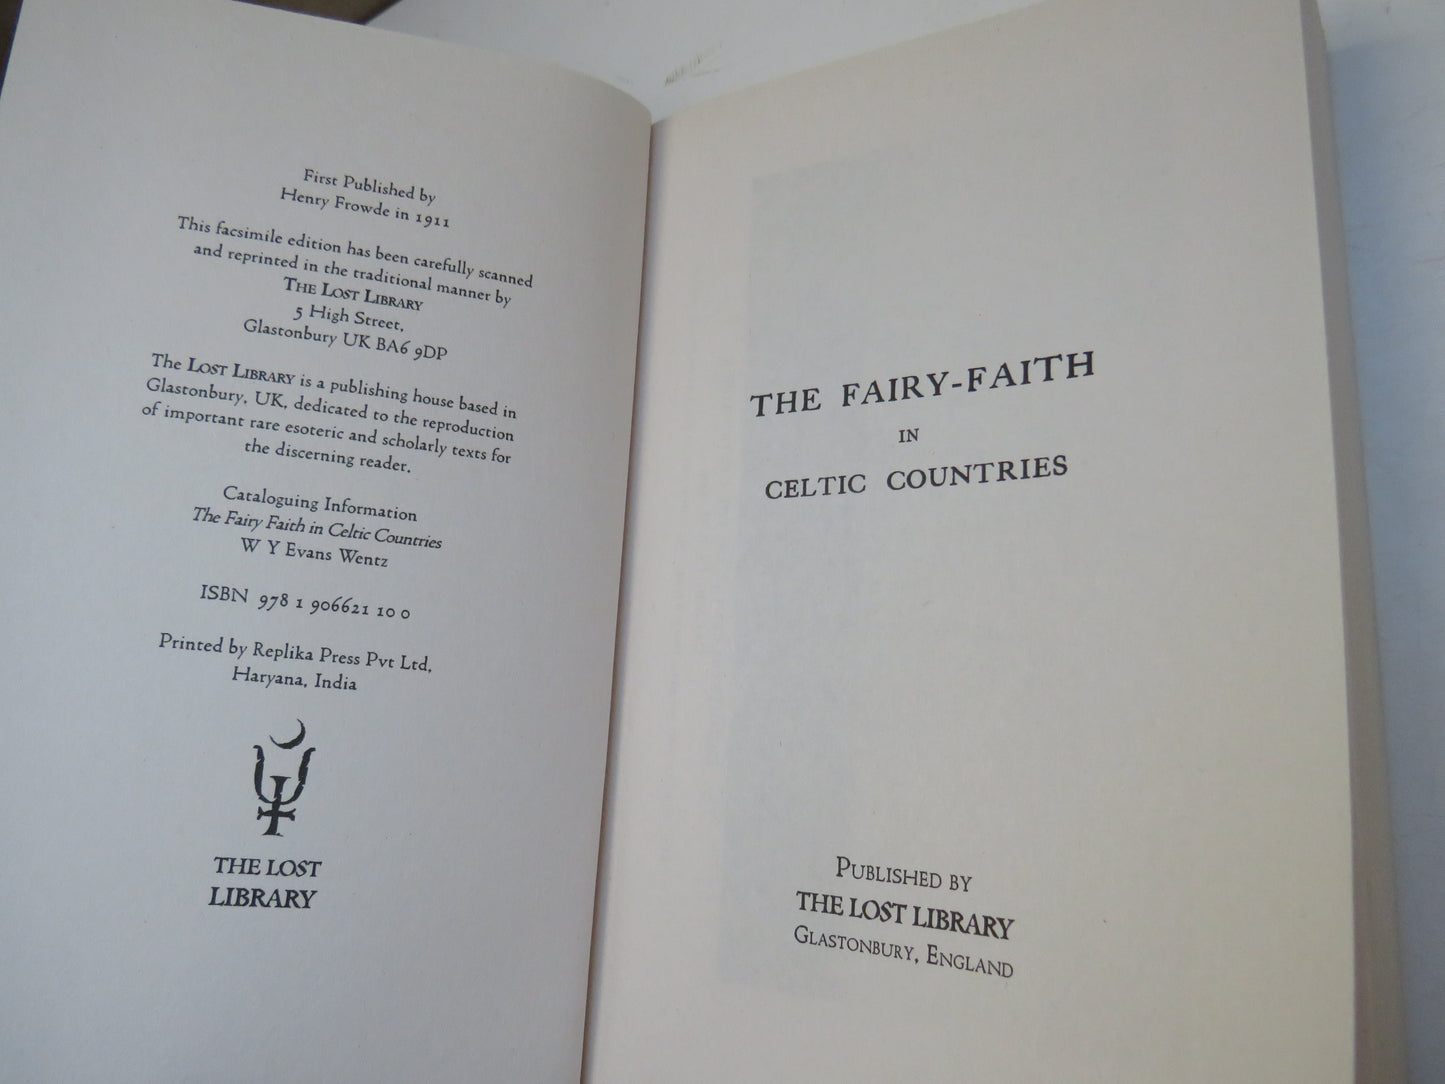 First Published by
Henry Frowde in 1911
This facsimile edition has been carefully scanned
and reprinted in the traditional manner by
THE LOST LIBRARY
5 High Street,
Glastonbury UK BA6 9DP
The LOST LIBRARY is a publishing house based in
Glastonbury, UK, dedicated to the reproduction
of important rare esoteric and scholarly texts for
the discerning reader.
Cataloguing Information
The Fairy Faith in Celtic Countries
W Y Evans Wentz
ISBN 978 1 906621 10 0
Printed by Replika Press Pvt Ltd,
Haryana, India
THE LOST
LIBRARY
THE FAIRY-FAITH
IN
CELTIC COUNTRIES
PUBLISHED BY
THE LOST LIBRARY
GLASTONBURY, ENGLAND